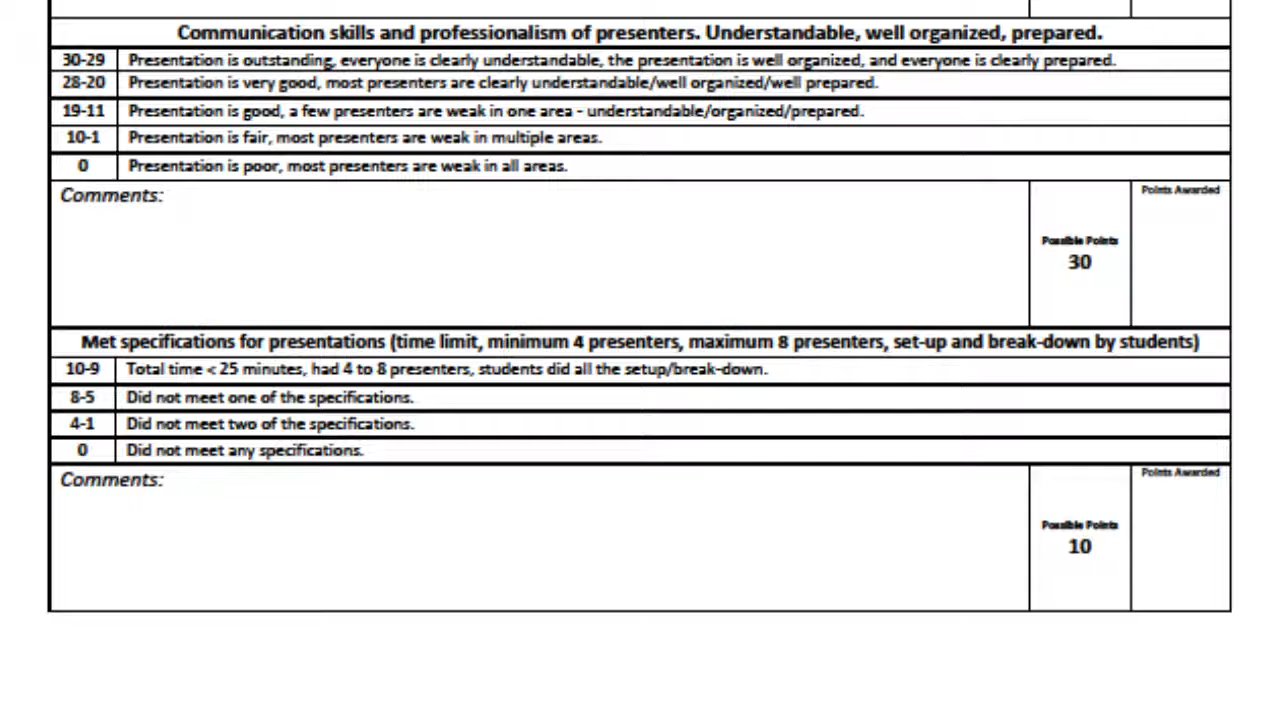 Communication skills and professionalism of presenters. Understandable, well organized, prepared.
30-29 Presentation is outstanding, everyone is clearly understandable, the presentation is well organized, and everyone is clearly prepared.
28-20 Presentation is very good, most presenters are clearly understandable/well organized/well prepared.
19-11 Presentation is good, a few presenters are weak in one area - understandable/organized/prepared.
10-1 Presentation is fair, most presenters are weak in multiple areas.
0 Presentation is poor, most presenters are weak in all areas.
Comments:
Points Awarded
Possible Points
30
Met specifications for presentations (time limit, minimum 4 presenters, maximum 8 presenters, set-up and break-down by students)
10-9 Total time < 25 minutes, had 4 to 8 presenters, students did all the setup/break-down.
8-5 Did not meet one of the specifications.
4-1 Did not meet two of the specifications.
0 Did not meet any specifications.
Comments:
Points Awarded
Possible Points
10